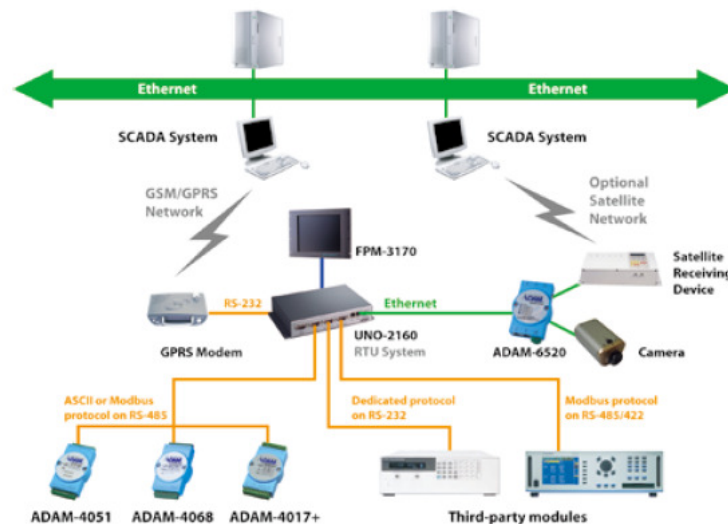 Ethernet
Ethernet
SCADA System
SCADA System
GSM/GPRS
Network
Optional
Satellite
Network
FPM-3170
Satellite
Receiving
Device
RS-232
Ethernet
GPRS Modem
UNO-2160
RTU System
ADAM-6520
Camera
ASCII or Modbus
protocol on RS-485
Dedicated protocol
on RS-232
Modbus protocol
on RS-485/422
ADAM-4051
ADAM-4068
ADAM-4017+
Third-party modules